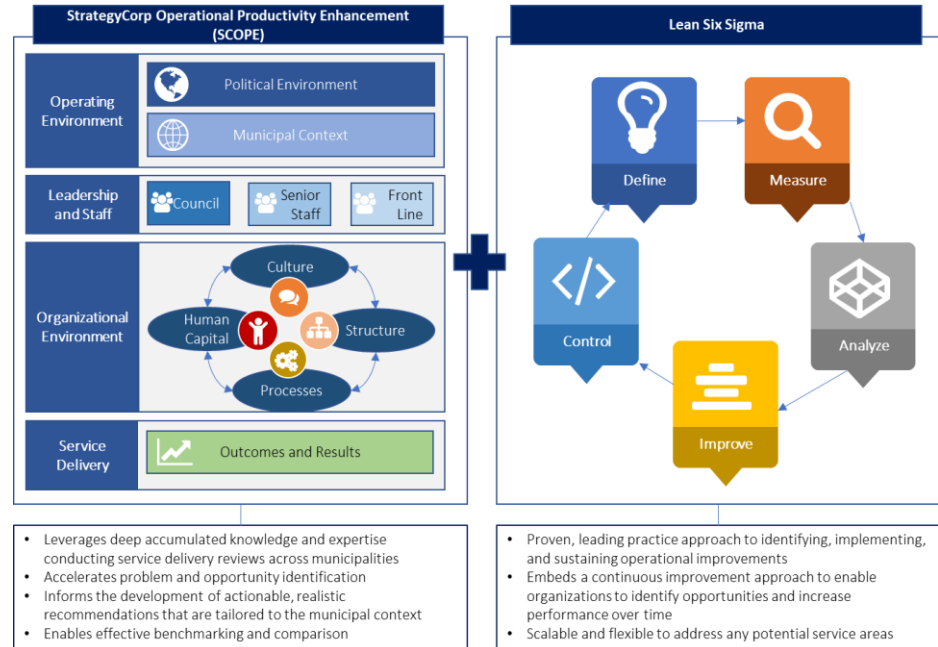 StrategyCorp Operational Productivity Enhancement
(SCOPE)
Operating
Environment
Political Environment
Municipal Context
Leadership
and Staff
Council
Senior
Staff
Front
Line
Organizational
Environment
Culture
Human
Capital
Structure
Processes
Service
Delivery
Outcomes and Results
• Leverages deep accumulated knowledge and expertise
conducting service delivery reviews across municipalities
• Accelerates problem and opportunity identification
• Informs the development of actionable, realistic
recommendations that are tailored to the municipal context
• Enables effective benchmarking and comparison
Lean Six Sigma
Define
Measure
Analyze
Improve
Control
• Proven, leading practice approach to identifying, implementing,
and sustaining operational improvements
• Embeds a continuous improvement approach to enable
organizations to identify opportunities and increase
performance over time
• Scalable and flexible to address any potential service areas